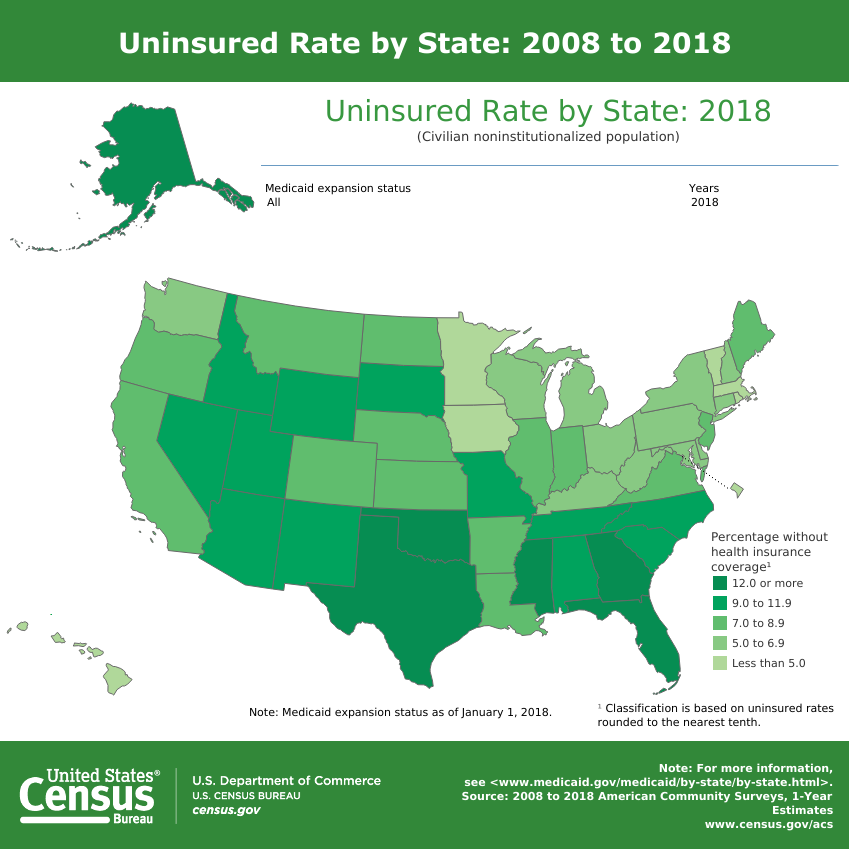 Uninsured Rate by State: 2008 to 2018
Uninsured Rate by State: 2018
(Civilian noninstitutionalized population)
Medicaid expansion status
All
Years
2018
Percentage without
health insurance
coverage¹
12.0 or more
9.0 to 11.9
7.0 to 8.9
5.0 to 6.9
Less than 5.0
Note: Medicaid expansion status as of January 1, 2018.
¹ Classification is based on uninsured rates
rounded to the nearest tenth.
United States®
Census
Bureau
U.S. Department of Commerce
U.S. CENSUS BUREAU
census.gov
Note: For more information,
see <www.medicaid.gov/medicaid/by-state/by-state.html>.
Source: 2008 to 2018 American Community Surveys, 1-Year
Estimates
www.census.gov/acs